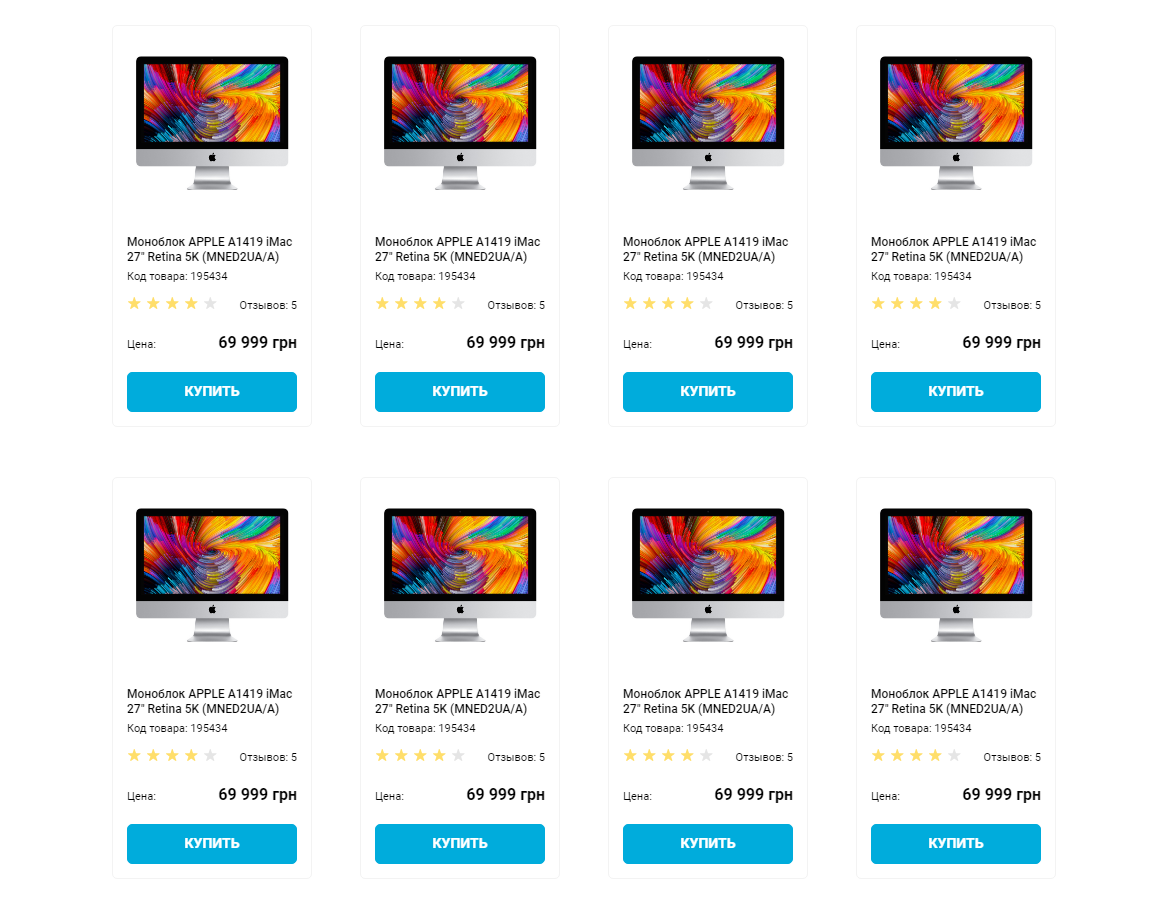 Моноблок APPLE A1419 iMac
27" Retina 5K (MNED2UA/A)
Код товара: 195434
Отзывов: 5
Цена: 69 999 грн
КУПИТЬ
Моноблок APPLE A1419 iMac
27" Retina 5K (MNED2UA/A)
Код товара: 195434
Отзывов: 5
Цена: 69 999 грн
КУПИТЬ
Моноблок APPLE A1419 iMac
27" Retina 5K (MNED2UA/A)
Код товара: 195434
Отзывов: 5
Цена: 69 999 грн
КУПИТЬ
Моноблок APPLE A1419 iMac
27" Retina 5K (MNED2UA/A)
Код товара: 195434
Отзывов: 5
Цена: 69 999 грн
КУПИТЬ
Моноблок APPLE A1419 iMac
27" Retina 5K (MNED2UA/A)
Код товара: 195434
Отзывов: 5
Цена: 69 999 грн
КУПИТЬ
Моноблок APPLE A1419 iMac
27" Retina 5K (MNED2UA/A)
Код товара: 195434
Отзывов: 5
Цена: 69 999 грн
КУПИТЬ
Моноблок APPLE A1419 iMac
27" Retina 5K (MNED2UA/A)
Код товара: 195434
Отзывов: 5
Цена: 69 999 грн
КУПИТЬ
Моноблок APPLE A1419 iMac
27" Retina 5K (MNED2UA/A)
Код товара: 195434
Отзывов: 5
Цена: 69 999 грн
КУПИТЬ